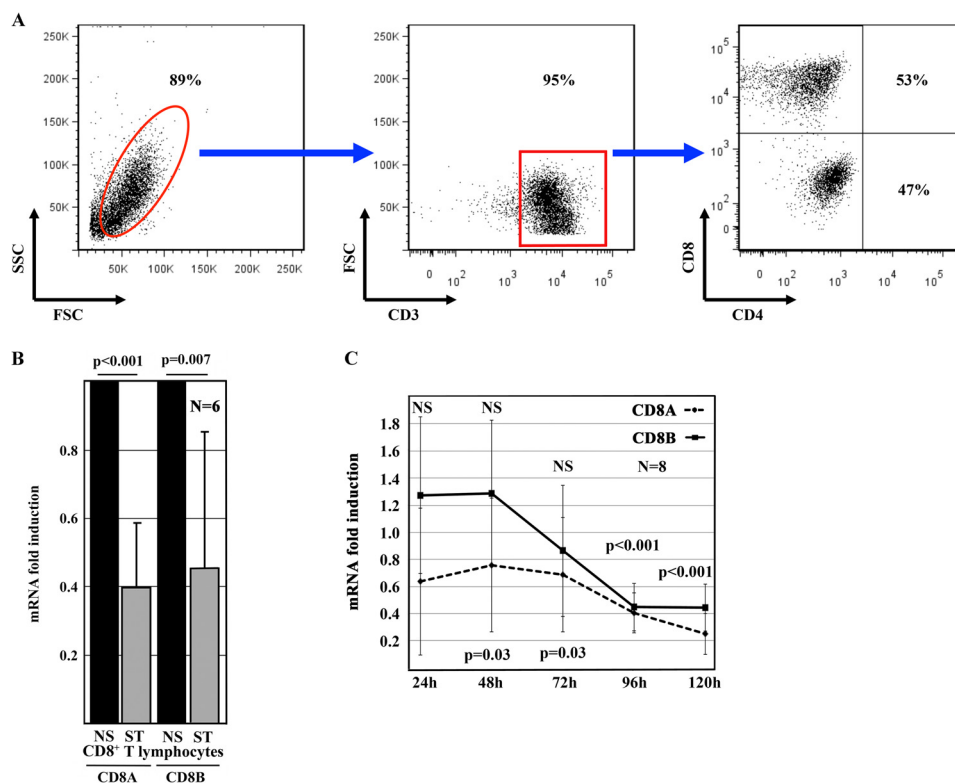 A
SSC
250K
200K
150K
100K
50K
89%
50K 100K 150K 200K 250K
FSC
FSC
250K
200K
150K
100K
50K
95%
0 10^2 10^3 10^4 10^5
CD3
CD8
10^5
10^4
10^3
10^2
0
53%
47%
0 10^2 10^3 10^4 10^5
CD4
B
p<0.001 p=0.007
N=6
mRNA fold induction
0.8
0.6
0.4
0.2
NS ST NS ST
CD8+ T lymphocytes
CD8A CD8B
C
mRNA fold induction
1.8
1.6
1.4
1.2
1.0
0.8
0.6
0.4
0.2
NS NS CD8A
CD8B
NS N=8
p<0.001
p<0.001
p=0.03 p=0.03
24h 48h 72h 96h 120h